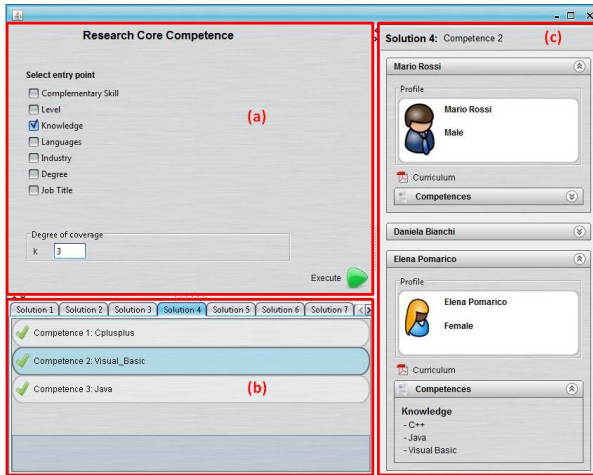 Research Core Competence
Select entry point
Complementary Skill
Level
Knowledge
Languages
Industry
Degree
Job Title
(a)
Degree of coverage
k 3
Execute
Solution 1 Solution 2 Solution 3 Solution 4 Solution 5 Solution 6 Solution 7
Competence 1: Cplusplus
Competence 2: Visual_Basic
Competence 3: Java
(b)
Solution 4: Competence 2 (c)
Mario Rossi
Profile
Mario Rossi
Male
Curriculum
Competences
Daniela Bianchi
Elena Pomarico
Profile
Elena Pomarico
Female
Curriculum
Competences
Knowledge
- C++
- Java
- Visual Basic